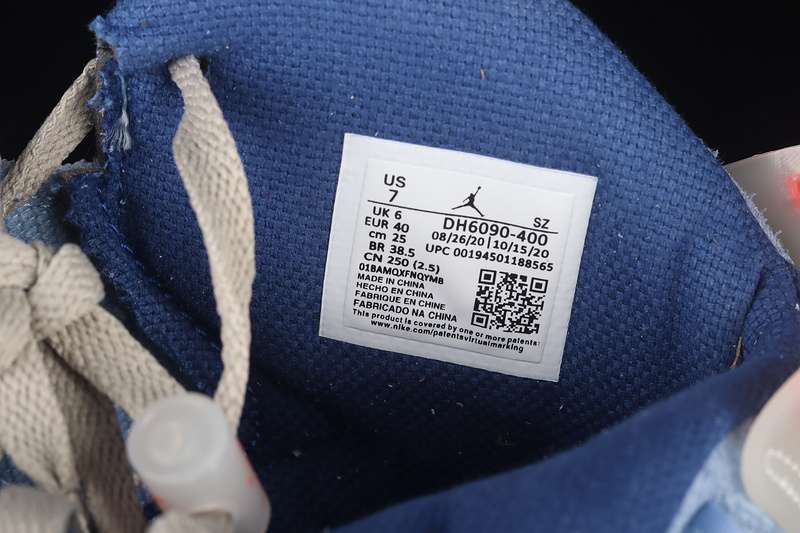 US
7
SZ
UK 6
DH6090-400
EUR 40
08/26/20 | 10/15/20
cm 25
UPC 00194501188565
BR 38.5
CN 250 (2.5)
01BAMQXFNQYMB
MADE IN CHINA
HECHO EN CHINA
FABRIQUE EN CHINE
FABRICADO NA CHINA
This product is covered by one or more patents:
www.nike.com/patentsvirtualmarking